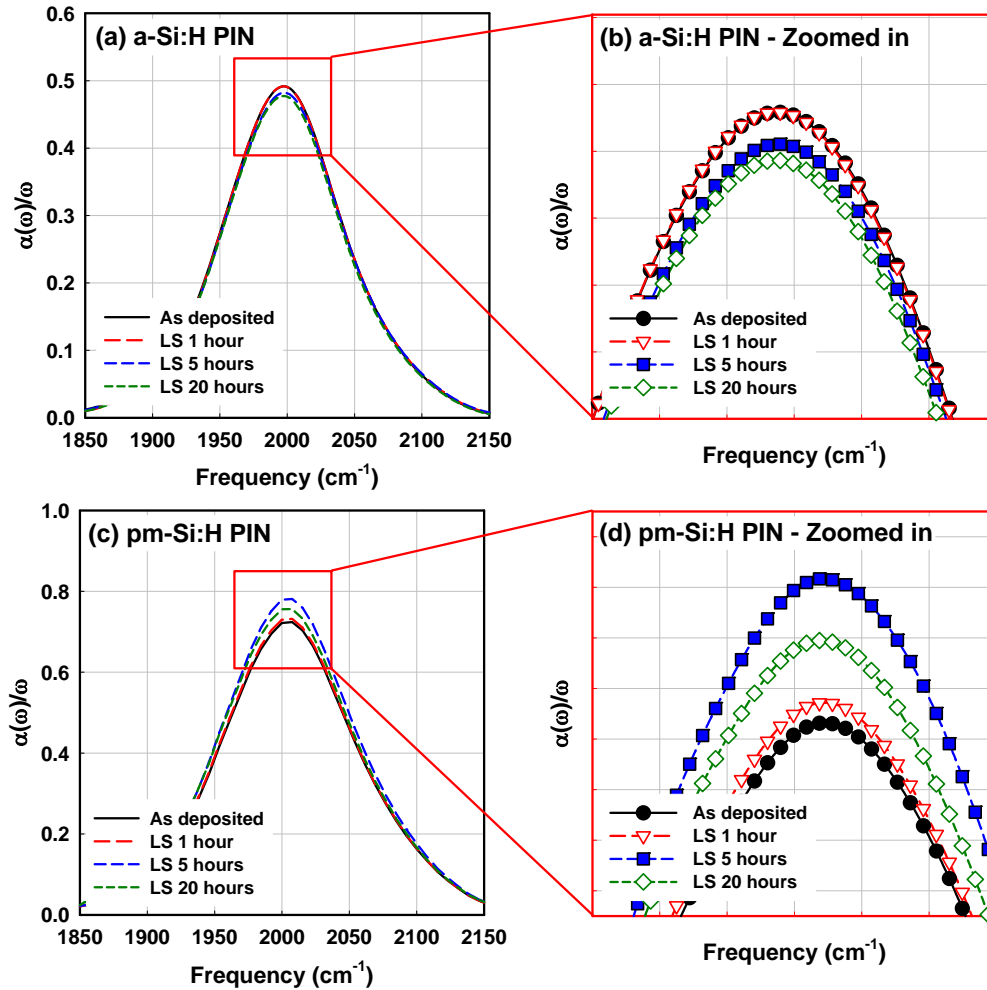 (a) a-Si:H PIN
0.6
0.5
0.4
0.3
0.2
0.1
0.0
α(ω)/ω
As deposited
LS 1 hour
LS 5 hours
LS 20 hours
1850 1900 1950 2000 2050 2100 2150
Frequency (cm⁻¹)
(b) a-Si:H PIN - Zoomed in
α(ω)/ω
As deposited
LS 1 hour
LS 5 hours
LS 20 hours
Frequency (cm⁻¹)
(c) pm-Si:H PIN
1.0
0.8
0.6
0.4
0.2
0.0
α(ω)/ω
As deposited
LS 1 hour
LS 5 hours
LS 20 hours
1850 1900 1950 2000 2050 2100 2150
Frequency (cm⁻¹)
(d) pm-Si:H PIN - Zoomed in
α(ω)/ω
As deposited
LS 1 hour
LS 5 hours
LS 20 hours
Frequency (cm⁻¹)